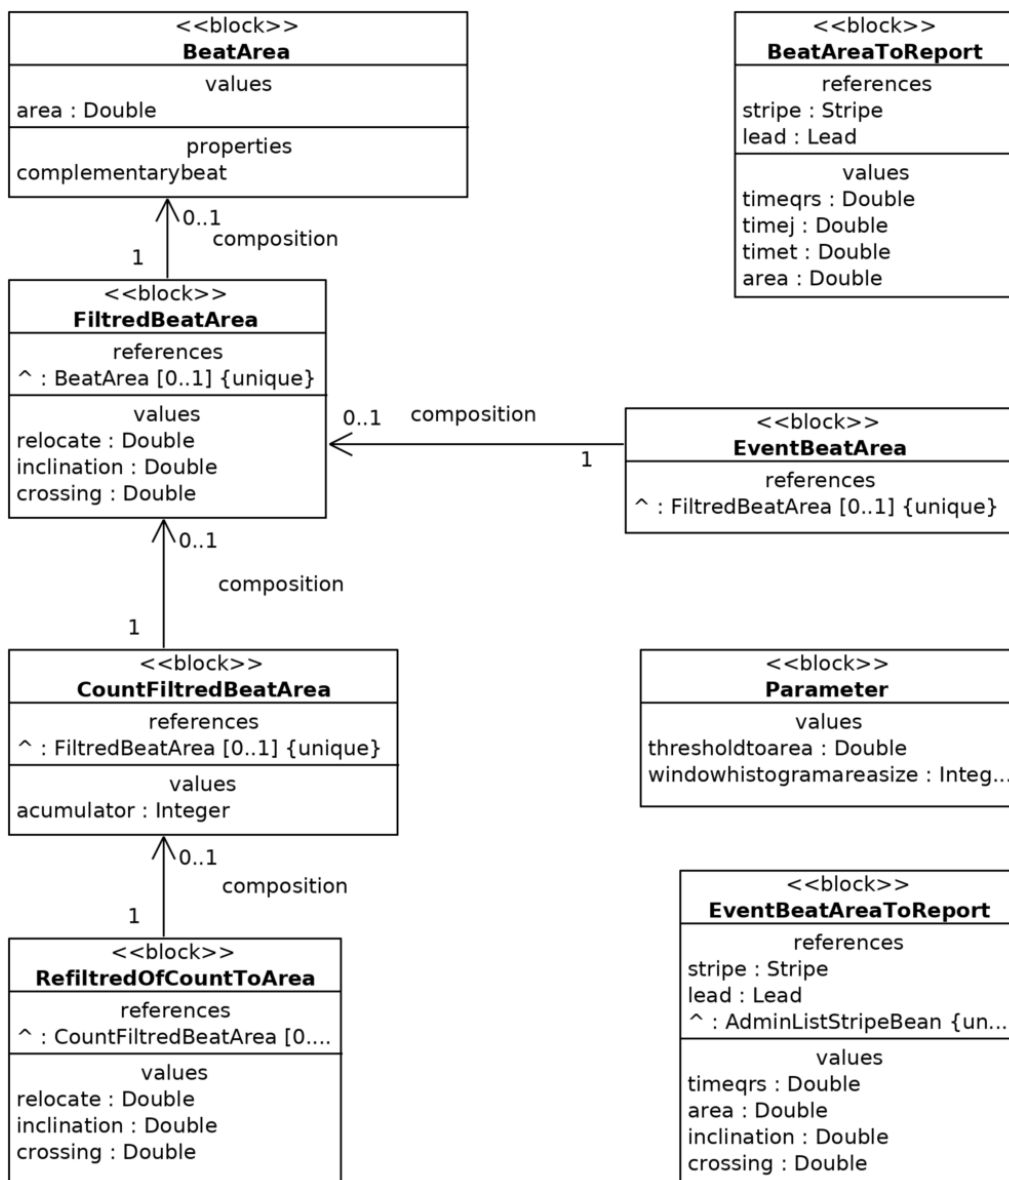 <<block>>
BeatArea
values
area : Double
properties
complementarybeat
0..1
composition
1
<<block>>
FiltredBeatArea
references
^ : BeatArea [0..1] {unique}
values
relocate : Double
inclination : Double
crossing : Double
0..1
composition
1
<<block>>
CountFiltredBeatArea
references
^ : FiltredBeatArea [0..1] {unique}
values
acumulator : Integer
0..1
composition
1
<<block>>
RefiltredOfCountToArea
references
^ : CountFiltredBeatArea [0....
values
relocate : Double
inclination : Double
crossing : Double
<<block>>
BeatAreaToReport
references
stripe : Stripe
lead : Lead
values
timeqrs : Double
timej : Double
timet : Double
area : Double
0..1
composition
1
<<block>>
EventBeatArea
references
^ : FiltredBeatArea [0..1] {unique}
<<block>>
Parameter
values
thresholdtoarea : Double
windowhistogramareasize : Integ...
<<block>>
EventBeatAreaToReport
references
stripe : Stripe
lead : Lead
^ : AdminListStripeBean {un...
values
timeqrs : Double
area : Double
inclination : Double
crossing : Double